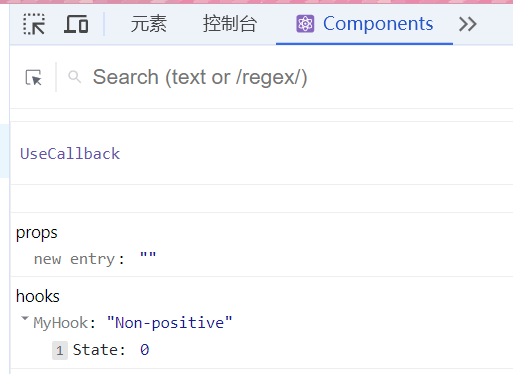 元素 控制台 Components
Search (text or /regex/)
UseCallback
props
new entry: ""
hooks
MyHook: "Non-positive"
1 State: 0